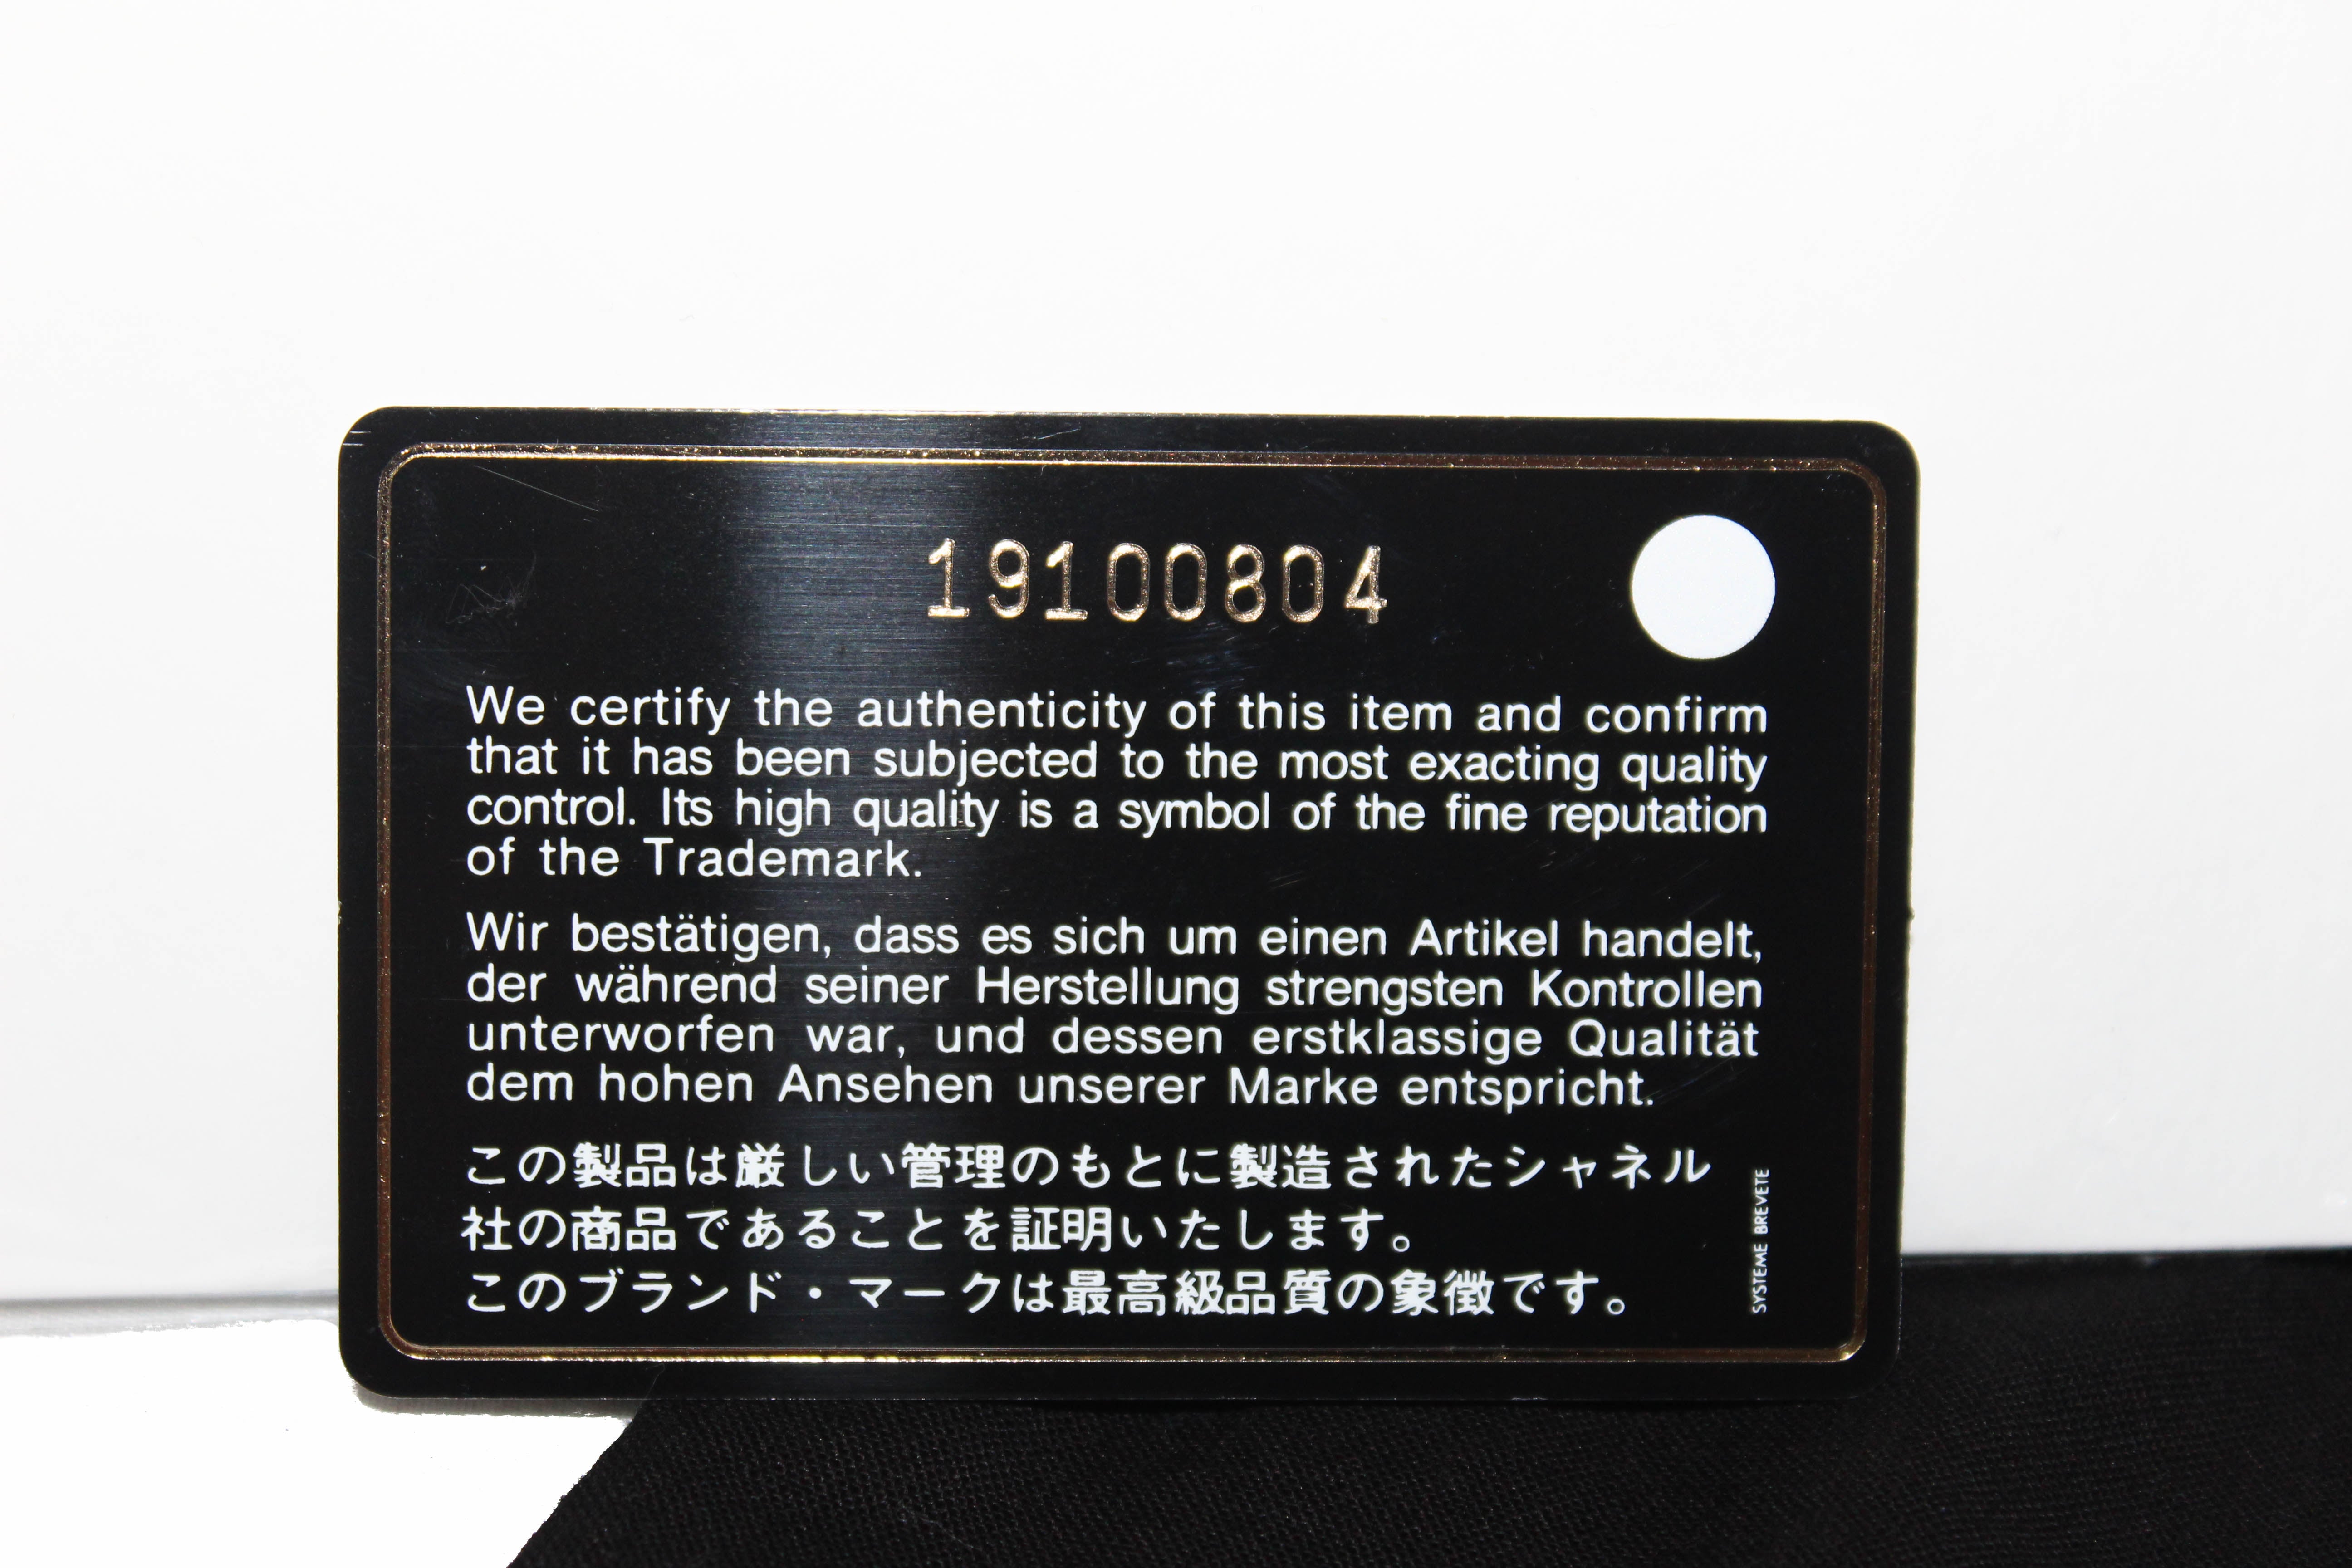 19100804
We certify the authenticity of this item and confirm
that it has been subjected to the most exacting quality
control. Its high quality is a symbol of the fine reputation
of the Trademark.
Wir bestätigen, dass es sich um einen Artikel handelt,
der während seiner Herstellung strengsten Kontrollen
unterworfen war, und dessen erstklassige Qualität
dem hohen Ansehen unserer Marke entspricht.
この製品は厳しい管理のもとに製造されたシャネル
社の商品であることを証明いたします。
このブランド・マークは最高級品質の象徴です。
SYSTEME BREVETE